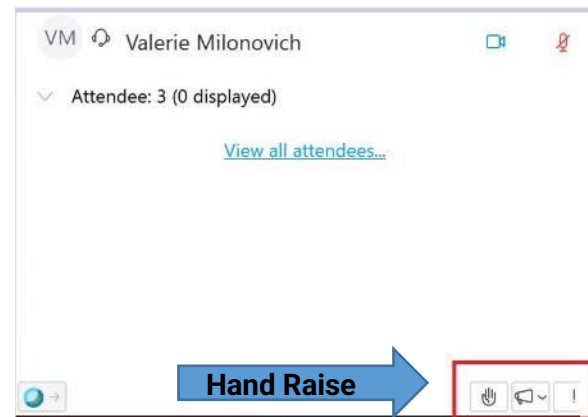 VM Valerie Milonovich
Attendee: 3 (0 displayed)
View all attendees...
Hand Raise